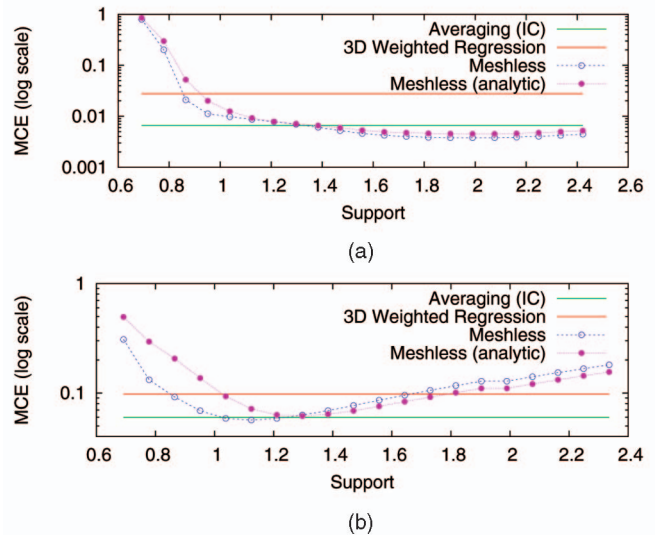 MCE (log scale)
1
0.1
0.01
0.001
Averaging (IC)
3D Weighted Regression
Meshless
Meshless (analytic)
0.6 0.8 1 1.2 1.4 1.6 1.8 2 2.2 2.4 2.6
Support
(a)
MCE (log scale)
1
0.1
Averaging (IC)
3D Weighted Regression
Meshless
Meshless (analytic)
0.6 0.8 1 1.2 1.4 1.6 1.8 2 2.2 2.4
Support
(b)